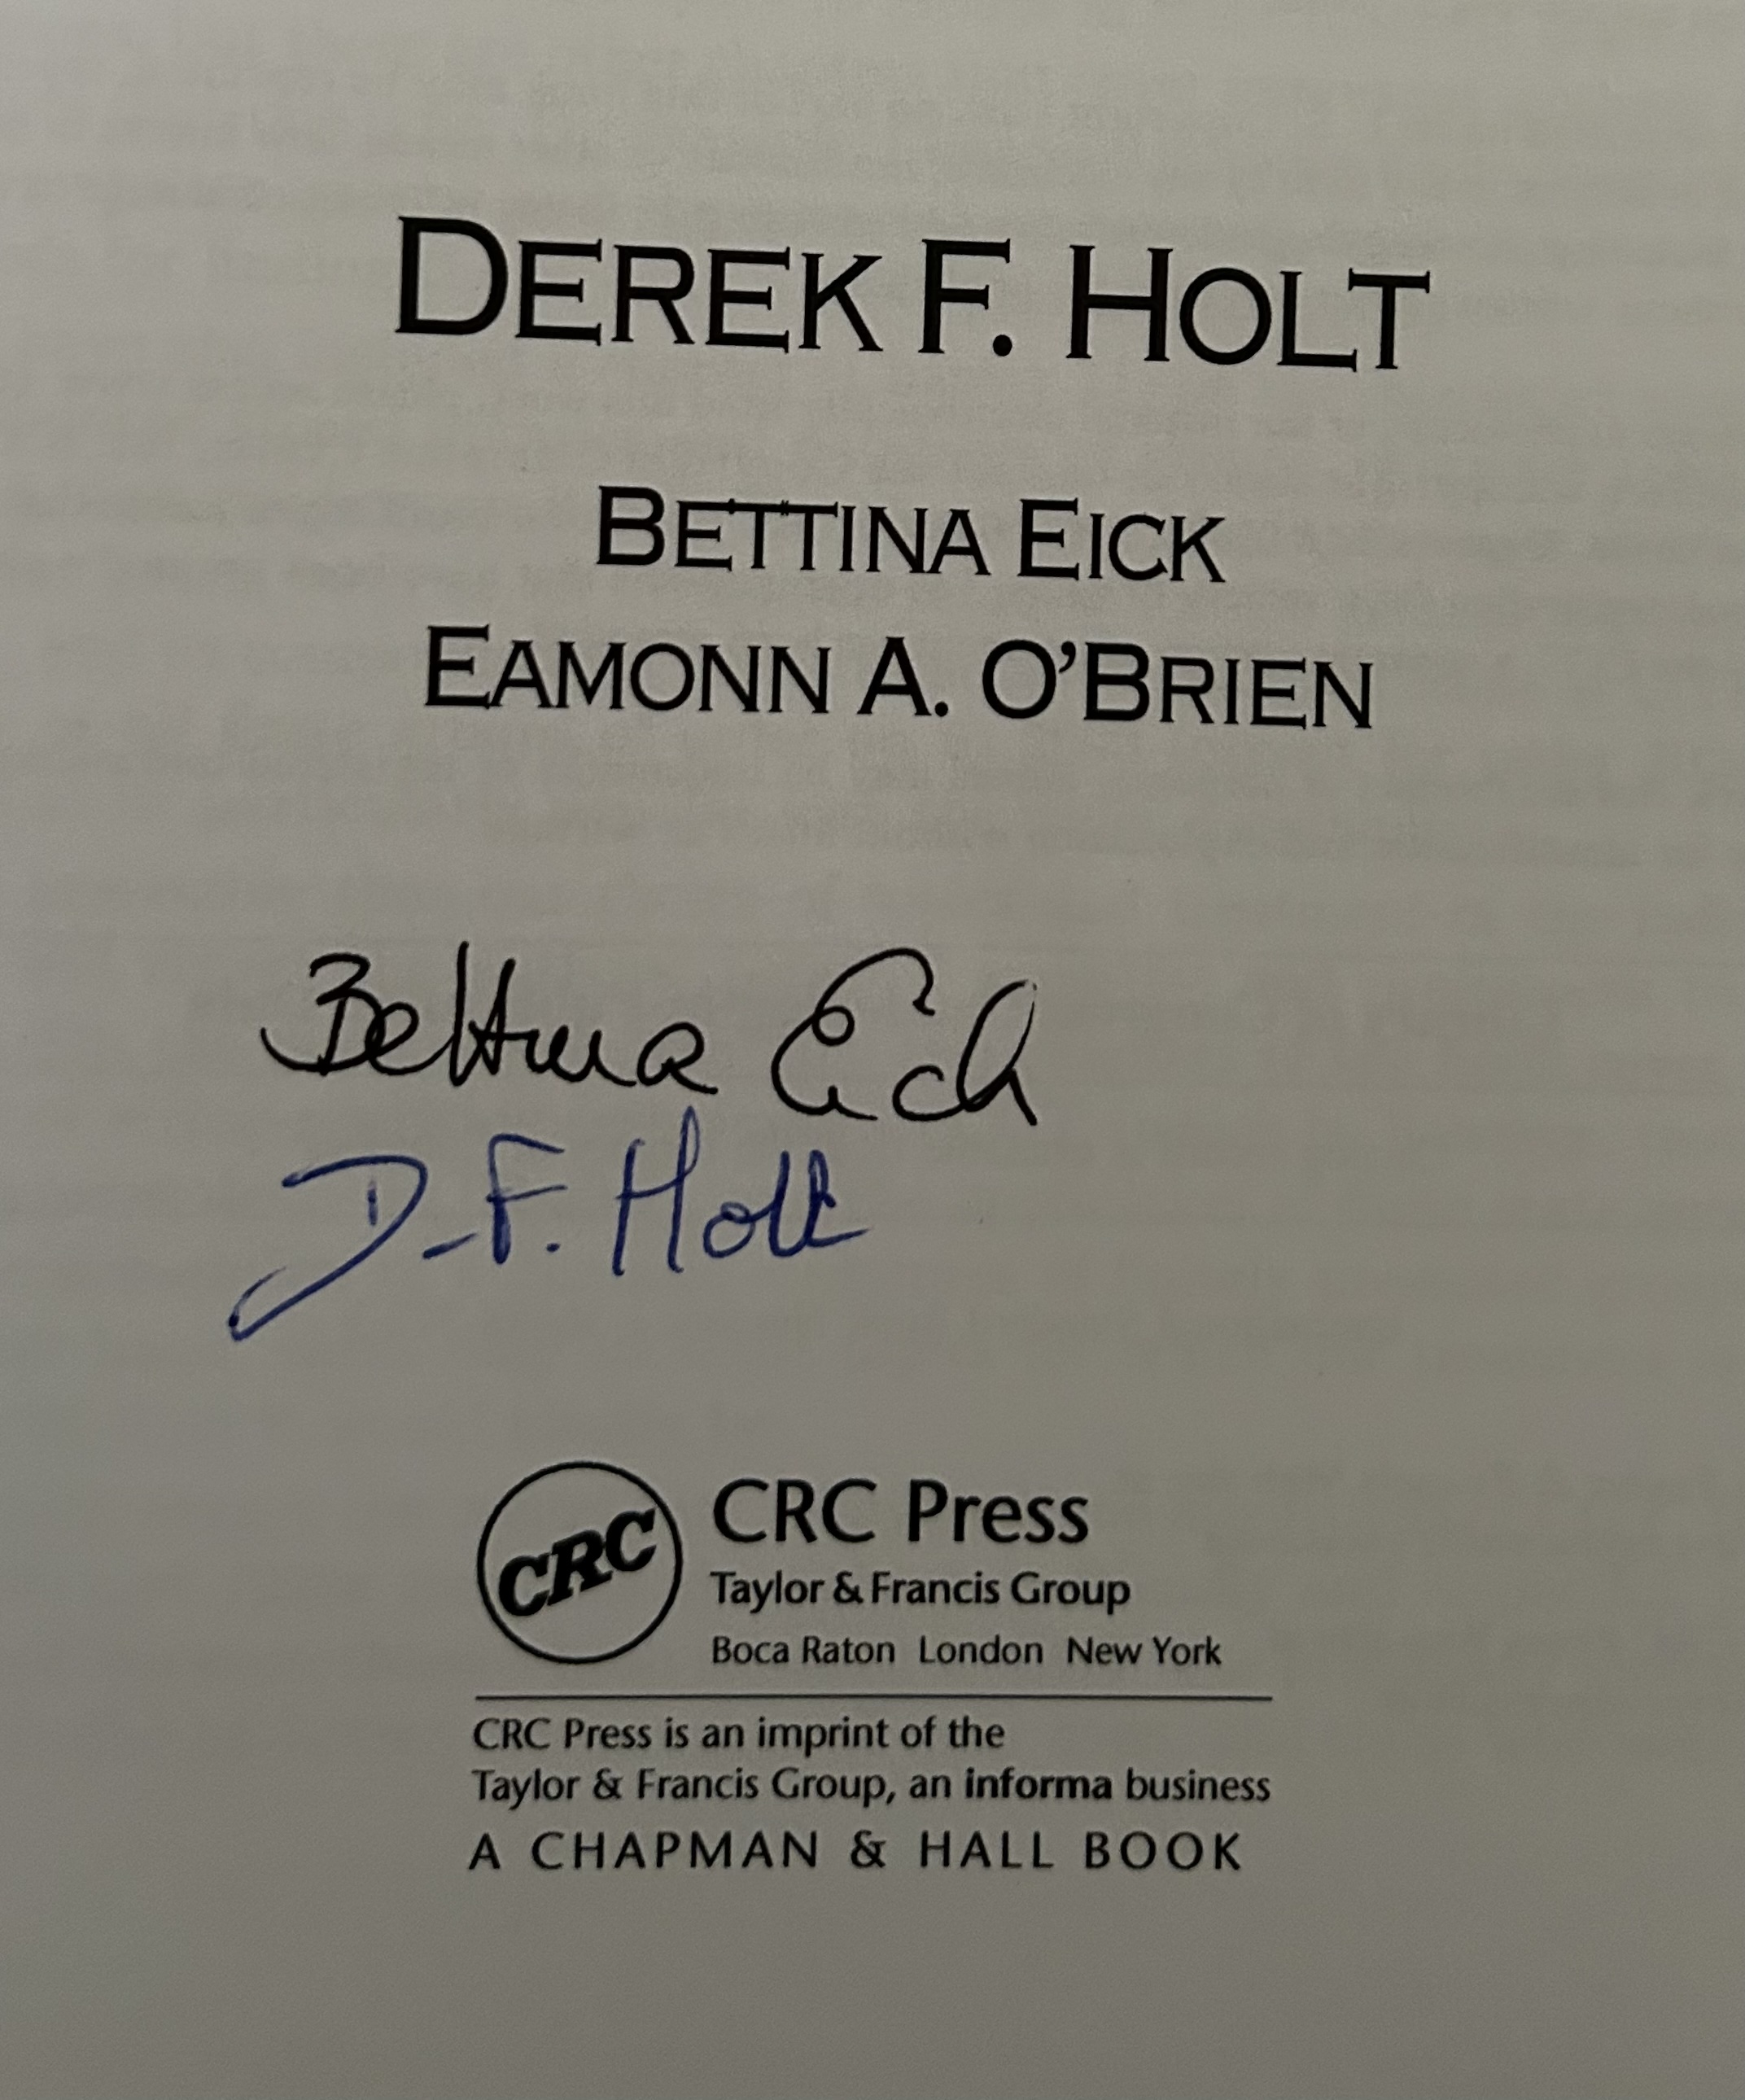 DEREK F. HOLT
BETTINA EICK
EAMONN A. O'BRIEN
Bettina Eick
D.F. Holt
CRC
CRC Press
Taylor & Francis Group
Boca Raton London New York
CRC Press is an imprint of the
Taylor & Francis Group, an informa business
A CHAPMAN & HALL BOOK